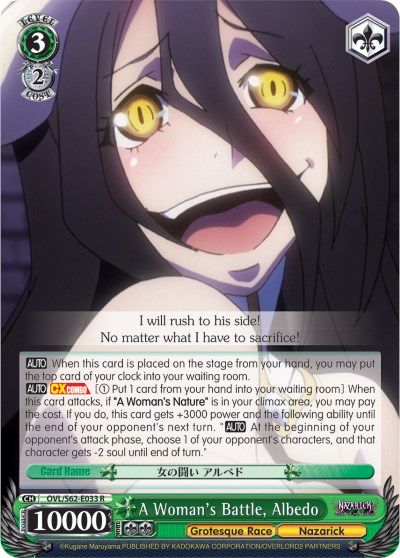 LEVEL
3
2
COST
I will rush to his side!
No matter what I have to sacrifice!
AUTO When this card is placed on the stage from your hand, you may put
the top card of your clock into your waiting room.
AUTO CXCOMBO [① Put 1 card from your hand into your waiting room] When
this card attacks, if "A Woman's Nature" is in your climax area, you may pay
the cost. If you do, this card gets +3000 power and the following ability until
the end of your opponent's next turn. "AUTO At the beginning of your
opponent's attack phase, choose 1 of your opponent's characters, and that
character gets -2 soul until end of turn."
Card Name 女の闘い アルベド
CH OVL/S62-E033 R
POWER 10000 SOUL A Woman's Battle, Albedo NAZARICK
Grotesque Race Nazarick
©Kugane Maruyama,PUBLISHED BY KADOKAWA CORPORATION/OVERLORD2 PARTNERS